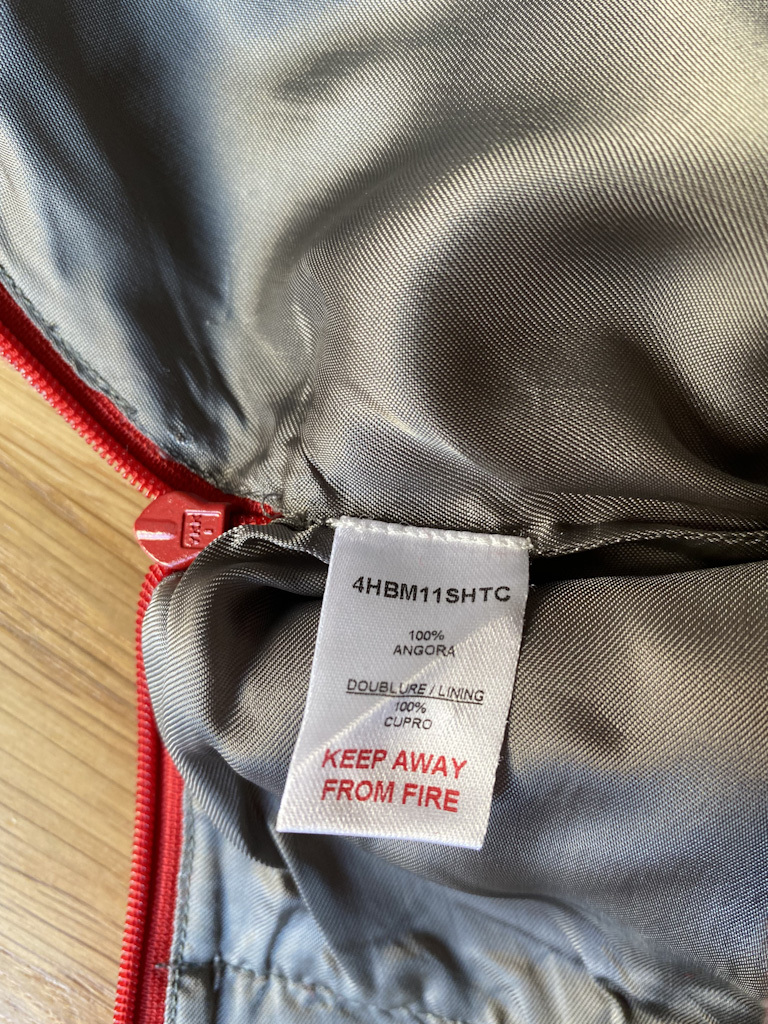 4HBM11SHTC
100%
ANGORA
DOUBLURE / LINING
100%
CUPRO
KEEP AWAY
FROM FIRE